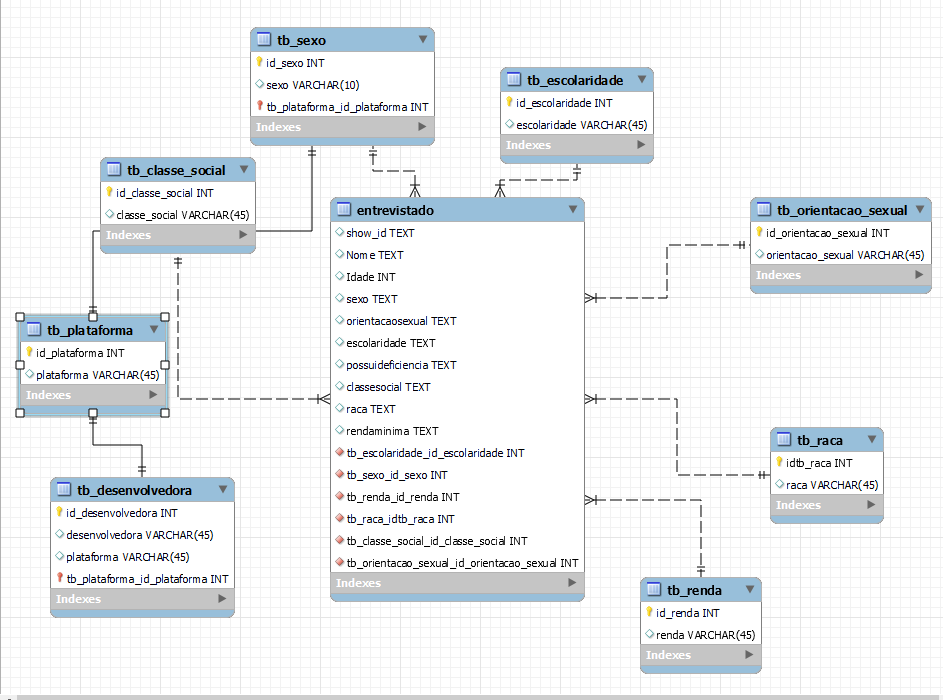 tb_sexo
id_sexo INT
sexo VARCHAR(10)
tb_plataforma_id_plataforma INT
Indexes
tb_escolaridade
id_escolaridade INT
escolaridade VARCHAR(45)
Indexes
tb_classe_social
id_classe_social INT
classe_social VARCHAR(45)
Indexes
entrevistado
show_id TEXT
Nome TEXT
Idade INT
sexo TEXT
orientacaosexual TEXT
escolaridade TEXT
possuideficiencia TEXT
classesocial TEXT
raca TEXT
rendaminima TEXT
tb_escolaridade_id_escolaridade INT
tb_sexo_id_sexo INT
tb_renda_id_renda INT
tb_raca_idtb_raca INT
tb_classe_social_id_classe_social INT
tb_orientacao_sexual_id_orientacao_sexual INT
Indexes
tb_orientacao_sexual
id_orientacao_sexual INT
orientacao_sexual VARCHAR(45)
Indexes
tb_plataforma
id_plataforma INT
plataforma VARCHAR(45)
Indexes
tb_raca
idtb_raca INT
raca VARCHAR(45)
Indexes
tb_desenvolvedora
id_desenvolvedora INT
desenvolvedora VARCHAR(45)
plataforma VARCHAR(45)
tb_plataforma_id_plataforma INT
Indexes
tb_renda
id_renda INT
renda VARCHAR(45)
Indexes